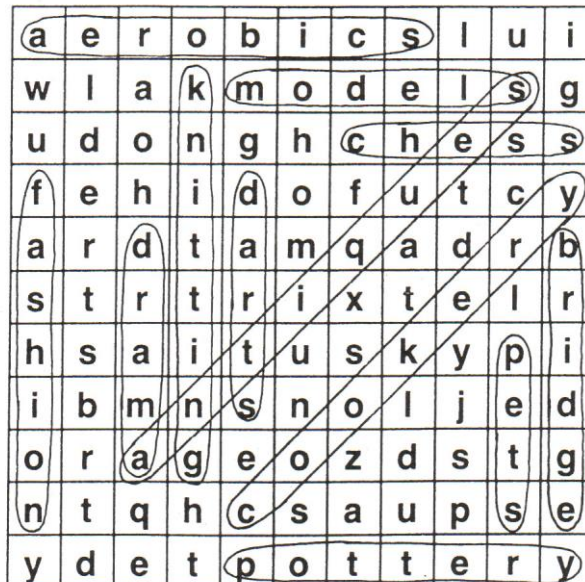 a e r o b i c s l u i
w l a k m o d e l s g
u d o n g h c h e s s
f e h i d o f u t c y
a r d t a m q a d r b
s t r t r i x t e l r
h s a i t u s k y p i
i b m n s n o l j e d
o r a g e o z d s t g
n t q h c s a u p s e
y d e t p o t t e r y